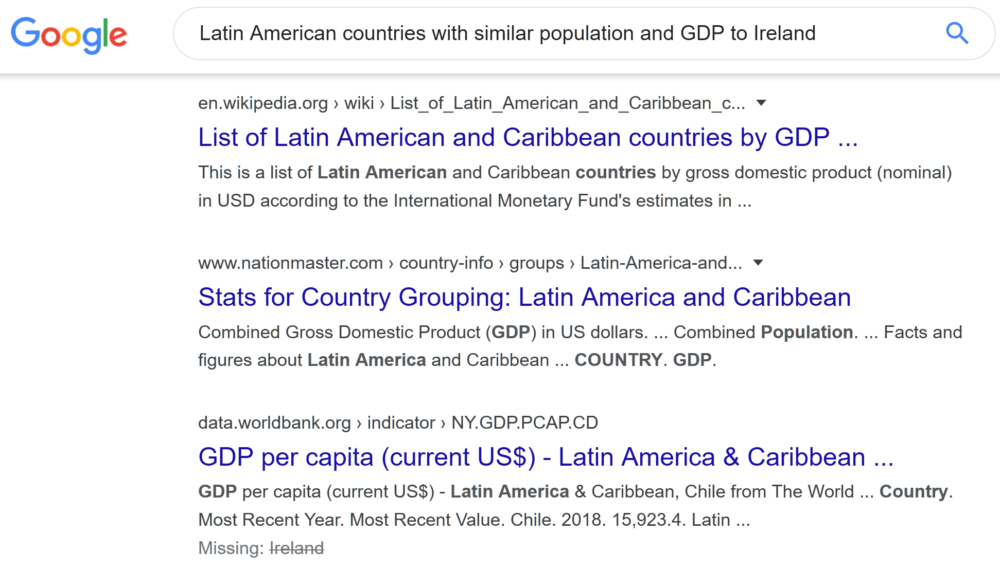 Google
Latin American countries with similar population and GDP to Ireland
en.wikipedia.org › wiki › List_of_Latin_American_and_Caribbean_c...
List of Latin American and Caribbean countries by GDP ...
This is a list of Latin American and Caribbean countries by gross domestic product (nominal)
in USD according to the International Monetary Fund's estimates in ...
www.nationmaster.com › country-info › groups › Latin-America-and...
Stats for Country Grouping: Latin America and Caribbean
Combined Gross Domestic Product (GDP) in US dollars. ... Combined Population. ... Facts and
figures about Latin America and Caribbean ... COUNTRY. GDP.
data.worldbank.org › indicator › NY.GDP.PCAP.CD
GDP per capita (current US$) - Latin America & Caribbean ...
GDP per capita (current US$) - Latin America & Caribbean, Chile from The World ... Country.
Most Recent Year. Most Recent Value. Chile. 2018. 15,923.4. Latin ...
Missing: Ireland